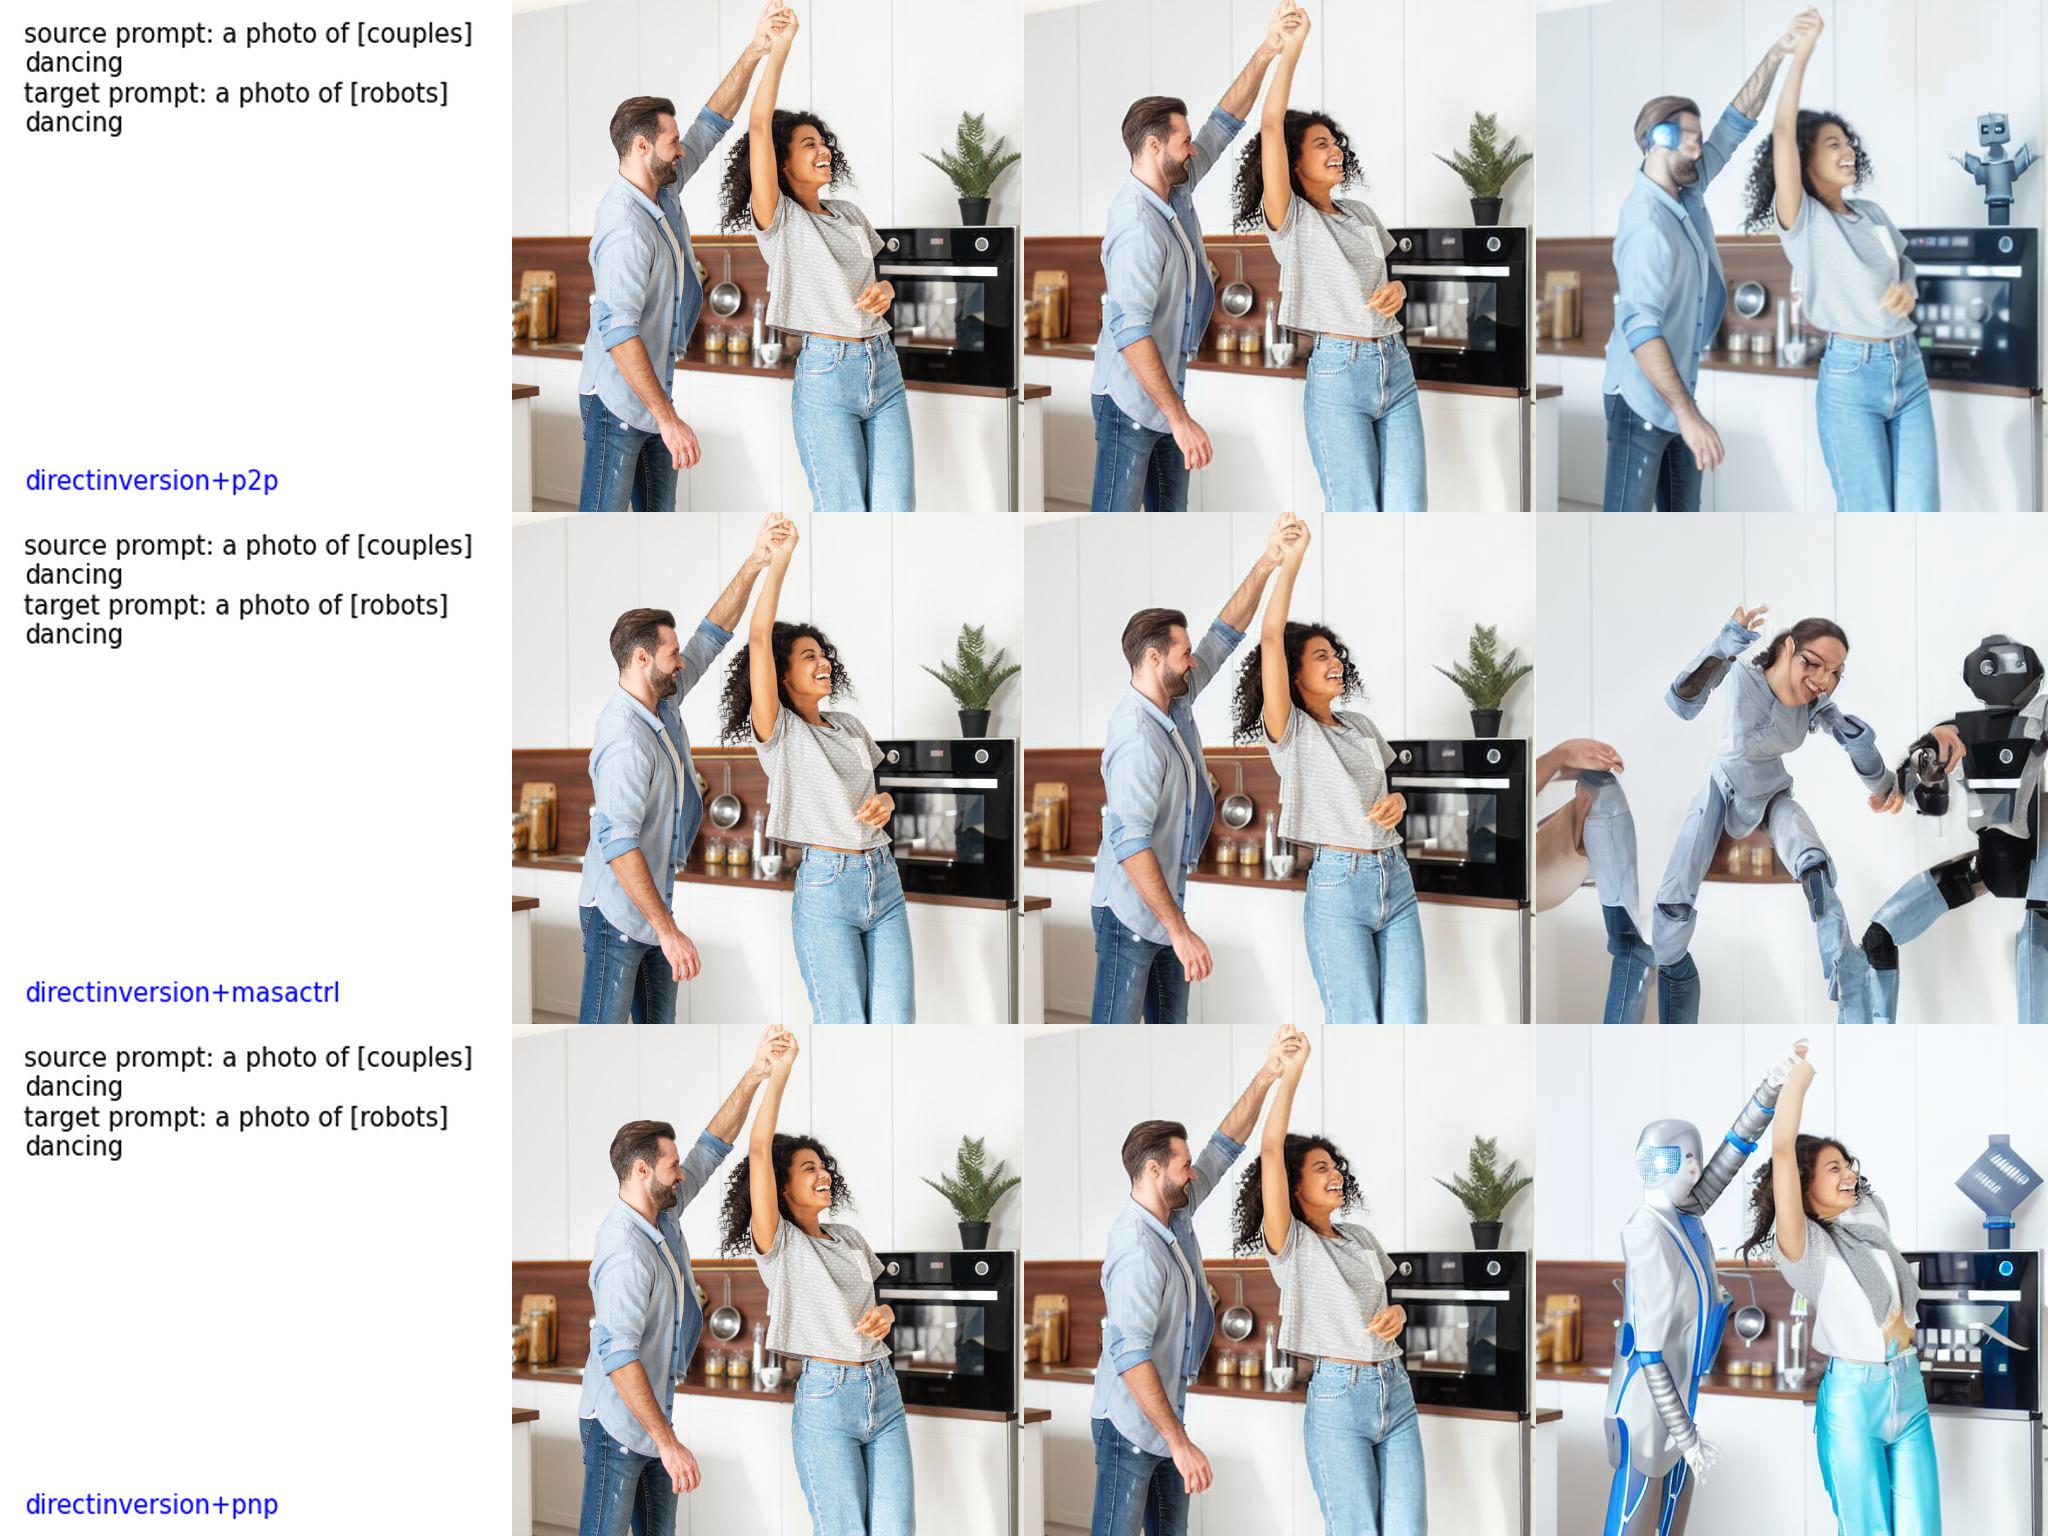 source prompt: a photo of [couples]
dancing
target prompt: a photo of [robots]
dancing
directinversion+p2p
source prompt: a photo of [couples]
dancing
target prompt: a photo of [robots]
dancing
directinversion+masactrl
source prompt: a photo of [couples]
dancing
target prompt: a photo of [robots]
dancing
directinversion+pnp